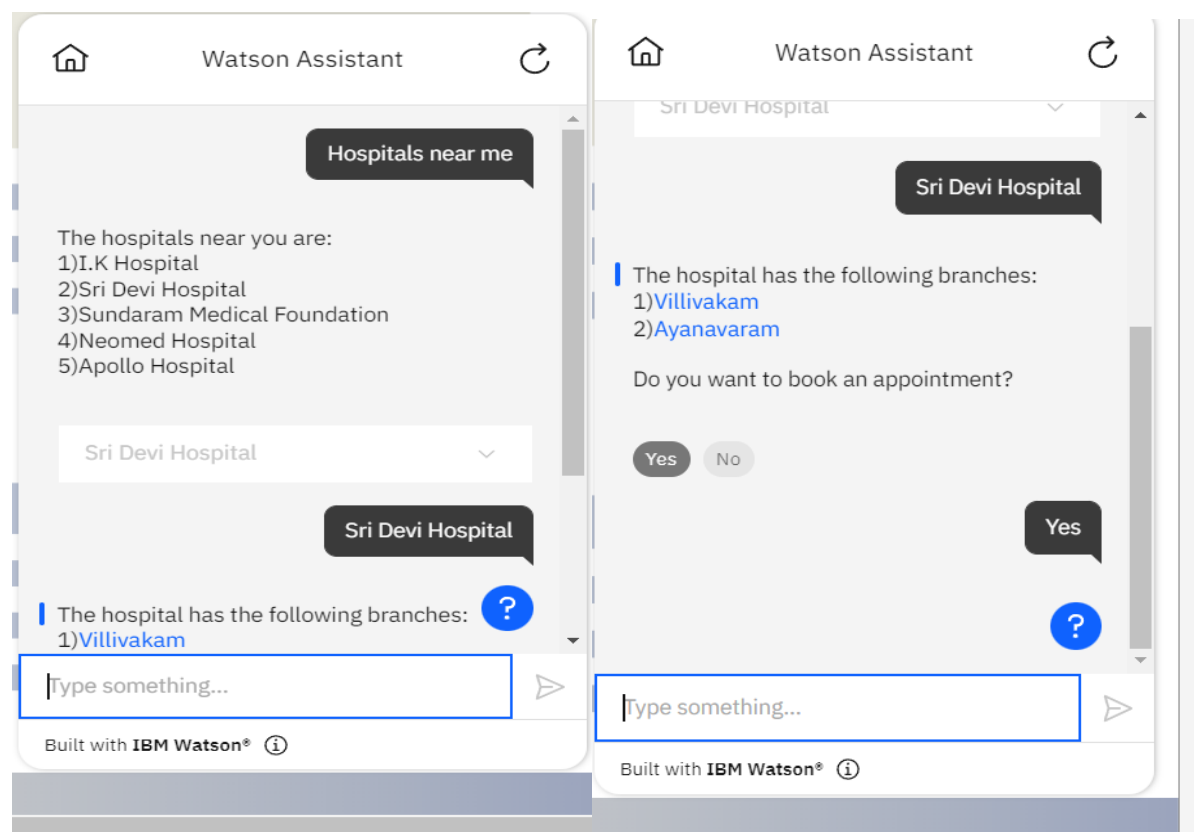 Watson Assistant
Hospitals near me
The hospitals near you are:
1)I.K Hospital
2)Sri Devi Hospital
3)Sundaram Medical Foundation
4)Neomed Hospital
5)Apollo Hospital
Sri Devi Hospital
Sri Devi Hospital
The hospital has the following branches:
1)Villivakam
?
Type something...
Built with IBM Watson®
Watson Assistant
Sri Devi Hospital
Sri Devi Hospital
The hospital has the following branches:
1)Villivakam
2)Ayanavaram
Do you want to book an appointment?
Yes No
Yes
?
Type something...
Built with IBM Watson®